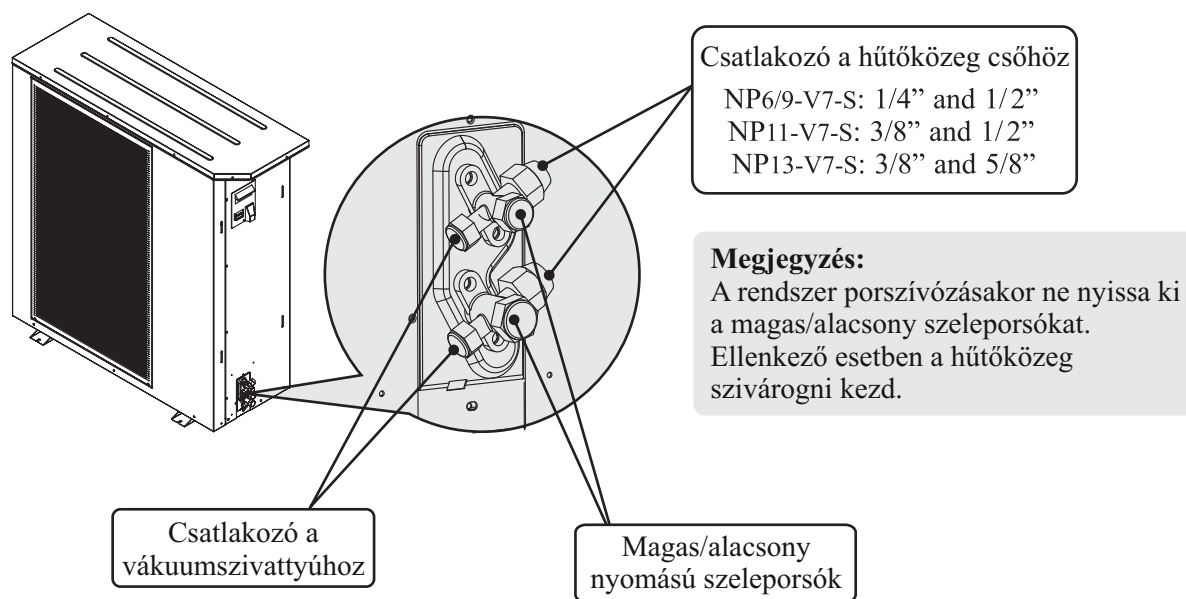 Csatlakozó a hűtőközeg csőhöz
NP6/9-V7-S: 1/4” and 1/2”
NP11-V7-S: 3/8” and 1/2”
NP13-V7-S: 3/8” and 5/8”
Megjegyzés:
A rendszer porszívózásakor ne nyissa ki
a magas/alacsony szeleporsókat.
Ellenkező esetben a hűtőközeg
szivárogni kezd.
Csatlakozó a
vákuumszivattyúhoz
Magas/alacsony
nyomású szeleporsók